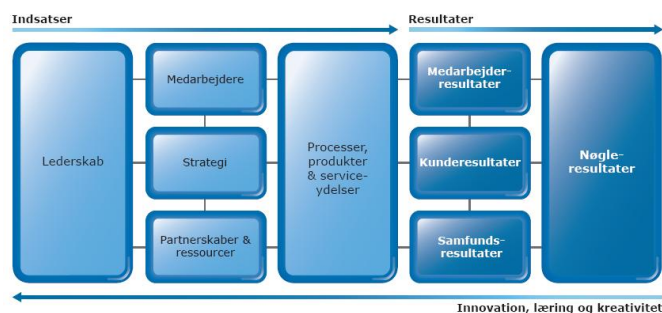 Indsatser
Resultater
Lederskab
Medarbejdere
Strategi
Partnerskaber &
ressourcer
Processer,
produkter
& service-
ydelser
Medarbejder-
resultater
Kunderesultater
Samfunds-
resultater
Nøgle-
resultater
Innovation, læring og kreativitet